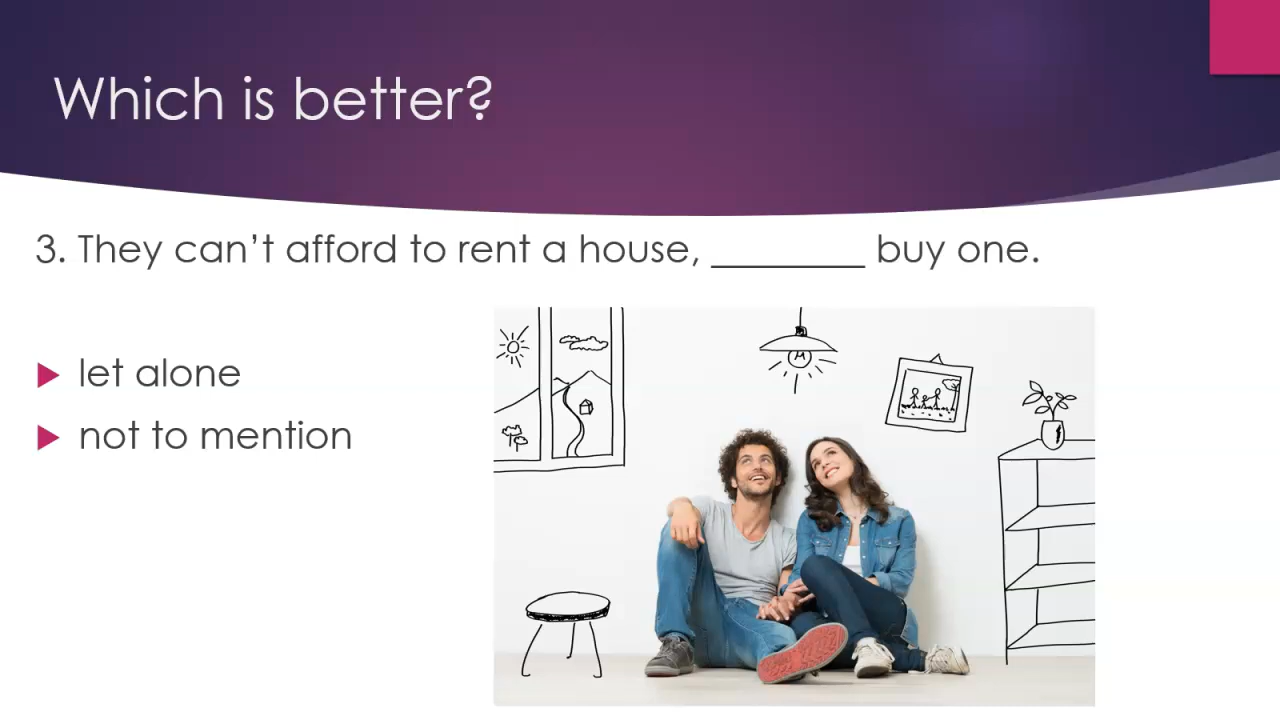 Which is better?
3. They can’t afford to rent a house, ________ buy one.
let alone
not to mention